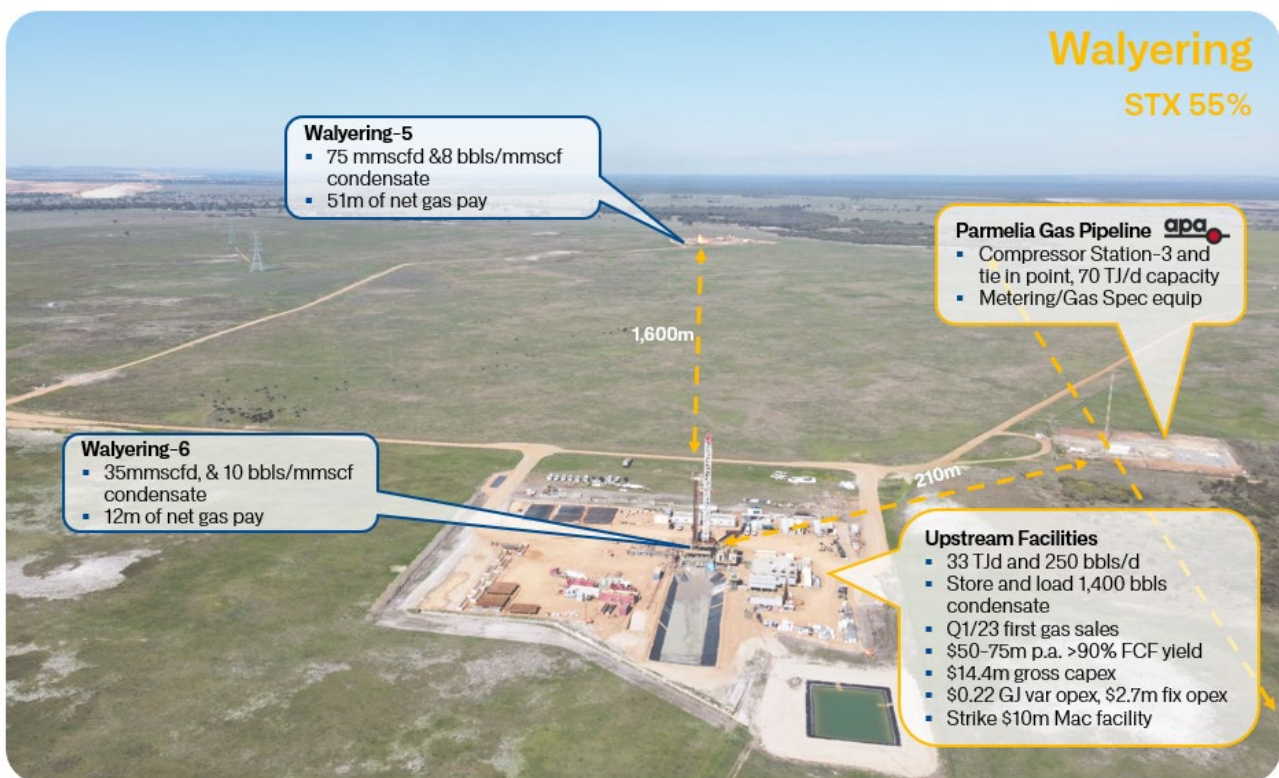 Walyering
STX 55%
Walyering-5
▪ 75 mmscfd &8 bbls/mmscf
condensate
▪ 51m of net gas pay
Parmelia Gas Pipeline apa
▪ Compressor Station-3 and
tie in point, 70 TJ/d capacity
▪ Metering/Gas Spec equip
1,600m
Walyering-6
▪ 35mmscfd, & 10 bbls/mmscf
condensate
▪ 12m of net gas pay
210m
Upstream Facilities
▪ 33 TJd and 250 bbls/d
▪ Store and load 1,400 bbls
condensate
▪ Q1/23 first gas sales
▪ $50-75m p.a. >90% FCF yield
▪ $14.4m gross capex
▪ $0.22 GJ var opex, $2.7m fix opex
▪ Strike $10m Mac facility